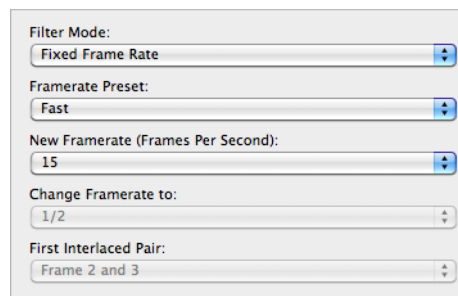 Filter Mode:
Fixed Frame Rate
Framerate Preset:
Fast
New Framerate (Frames Per Second):
15
Change Framerate to:
1/2
First Interlaced Pair:
Frame 2 and 3